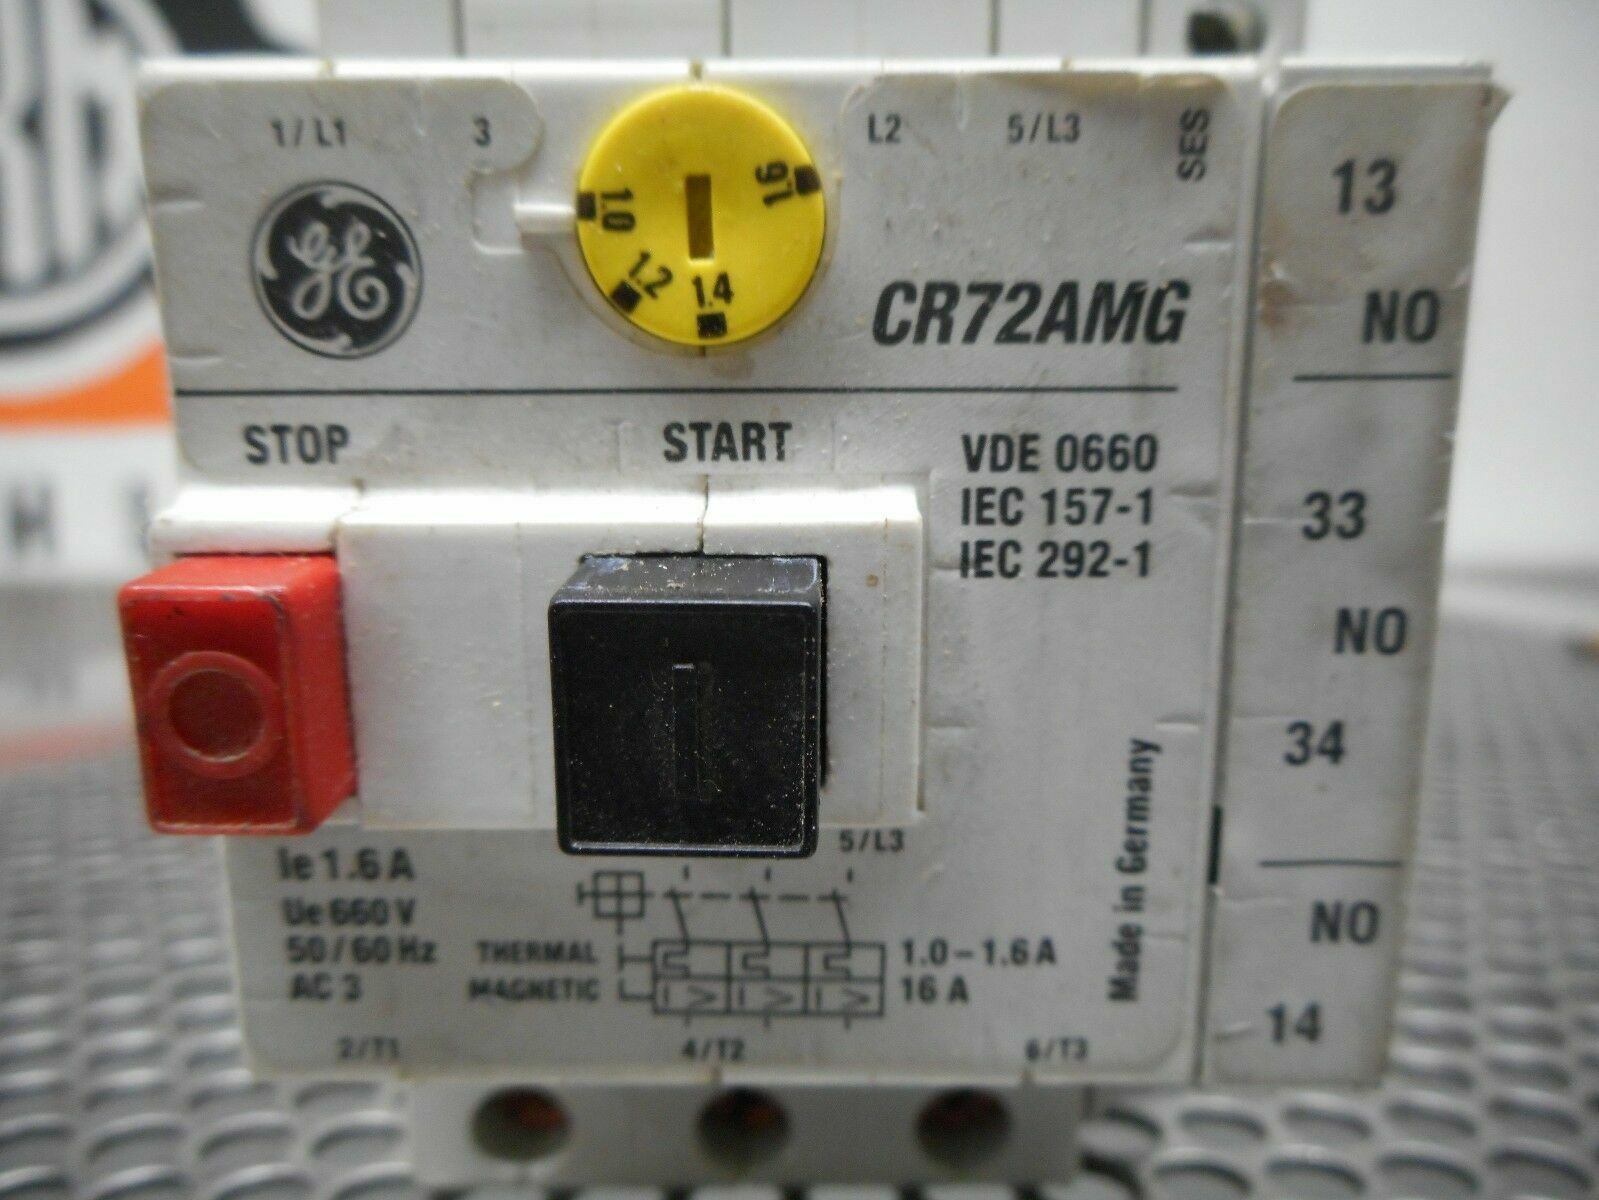 1/L1
3
L2
5/L3
SES
1.0
1.2
1.4
1.6
GE
CR72AMG
STOP
START
VDE 0660
IEC 157-1
IEC 292-1
Ie 1.6 A
Ue 660 V
50/60 Hz
AC 3
5/L3
THERMAL
1.0-1.6 A
MAGNETIC
16 A
2/T1
4/T2
6/T3
Made in Germany
13
NO
33
NO
34
NO
14